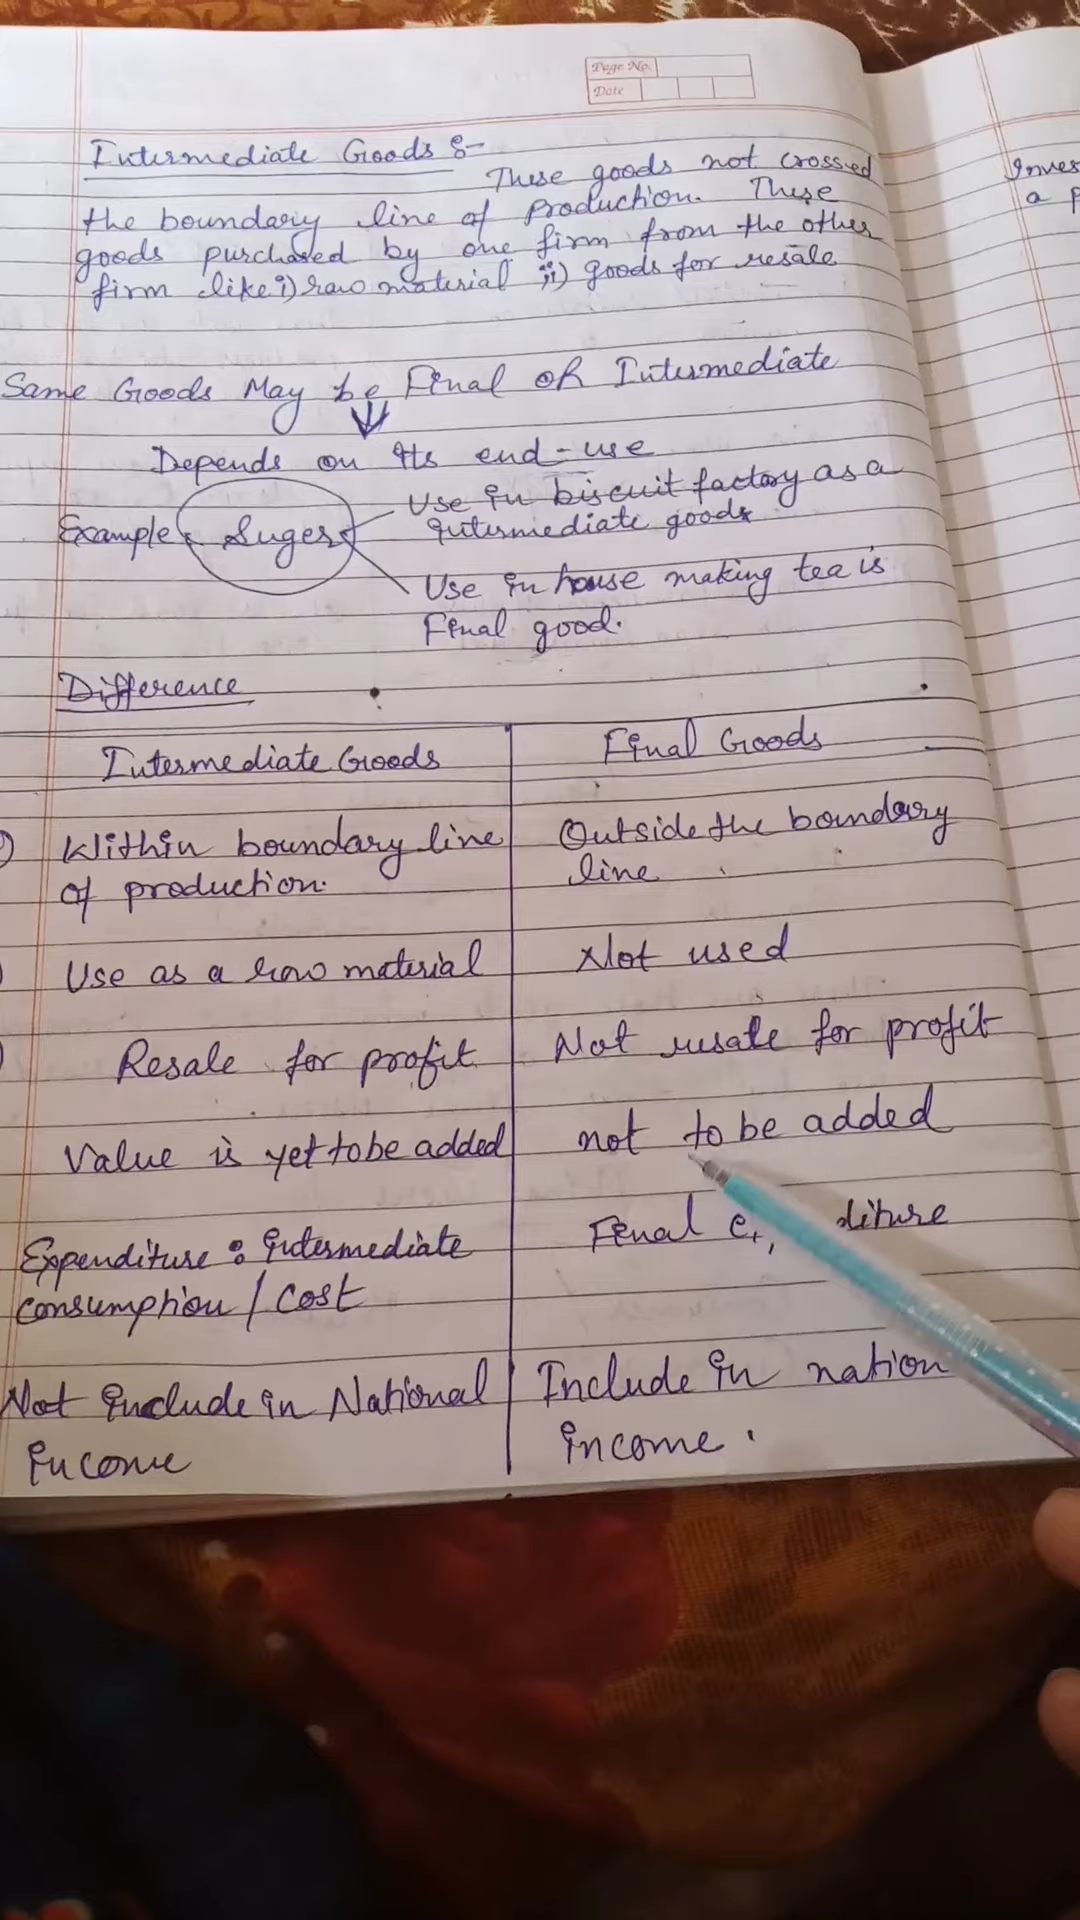 Page No.
Date
Intermediate Goods :-
These goods not crossed
the boundary line of production. These
goods purchased by one firm from the other
firm like i) raw material ii) goods for resale
Same Goods May be Final or Intermediate
Depends on its end-use
Example Suger
Use in biscuit factory as a
intermediate goods
Use in house making tea is
Final good.
Difference
Intermediate Goods
Final Goods
Within boundary line
of production.
Outside the boundary
line
Use as a raw material
Not used
Resale for profit
Not resale for profit
Value is yet to be added
not to be added
Expenditure : intermediate
consumption / cost
Final diture
Not include in National
income
Include in nation
income.
Inves
a p